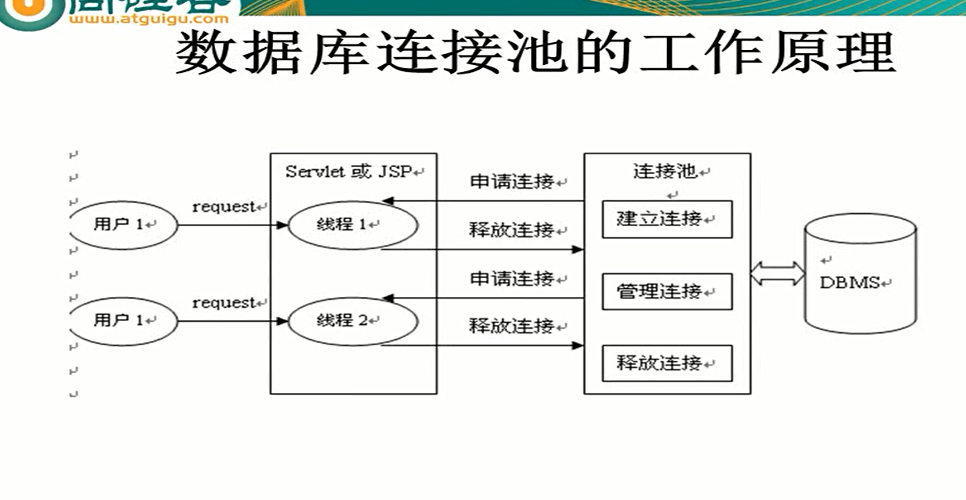 www.atguigu.com
数据库连接池的工作原理
Servlet 或 JSP
连接池
申请连接
用户 1
request
线程 1
建立连接
释放连接
申请连接
DBMS
管理连接
用户 1
request
线程 2
释放连接
释放连接